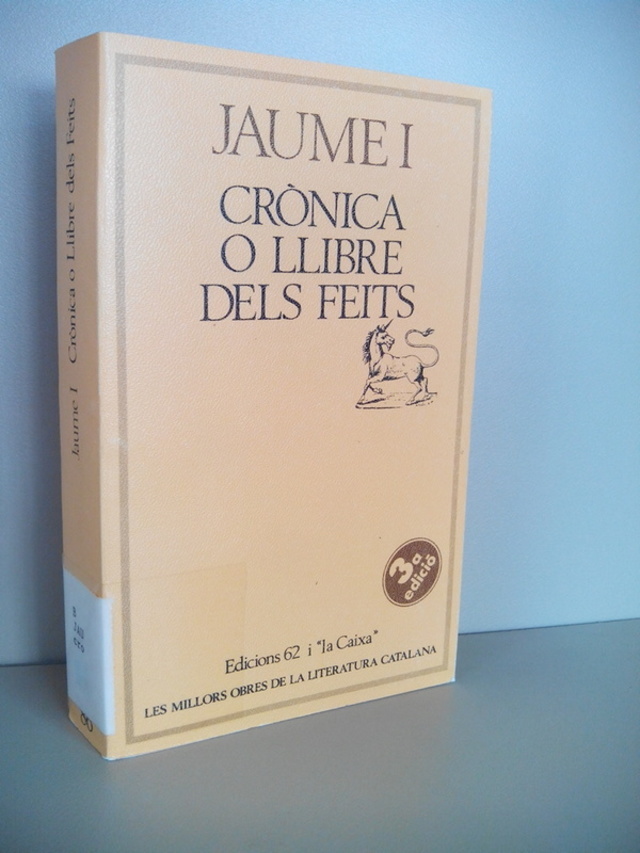 JAUME I
CRÒNICA
O LLIBRE
DELS FEITS
3ª
edició
Edicions 62 i "la Caixa"
LES MILLORS OBRES DE LA LITERATURA CATALANA
Jaume I Crònica o Llibre dels Feits
JAU